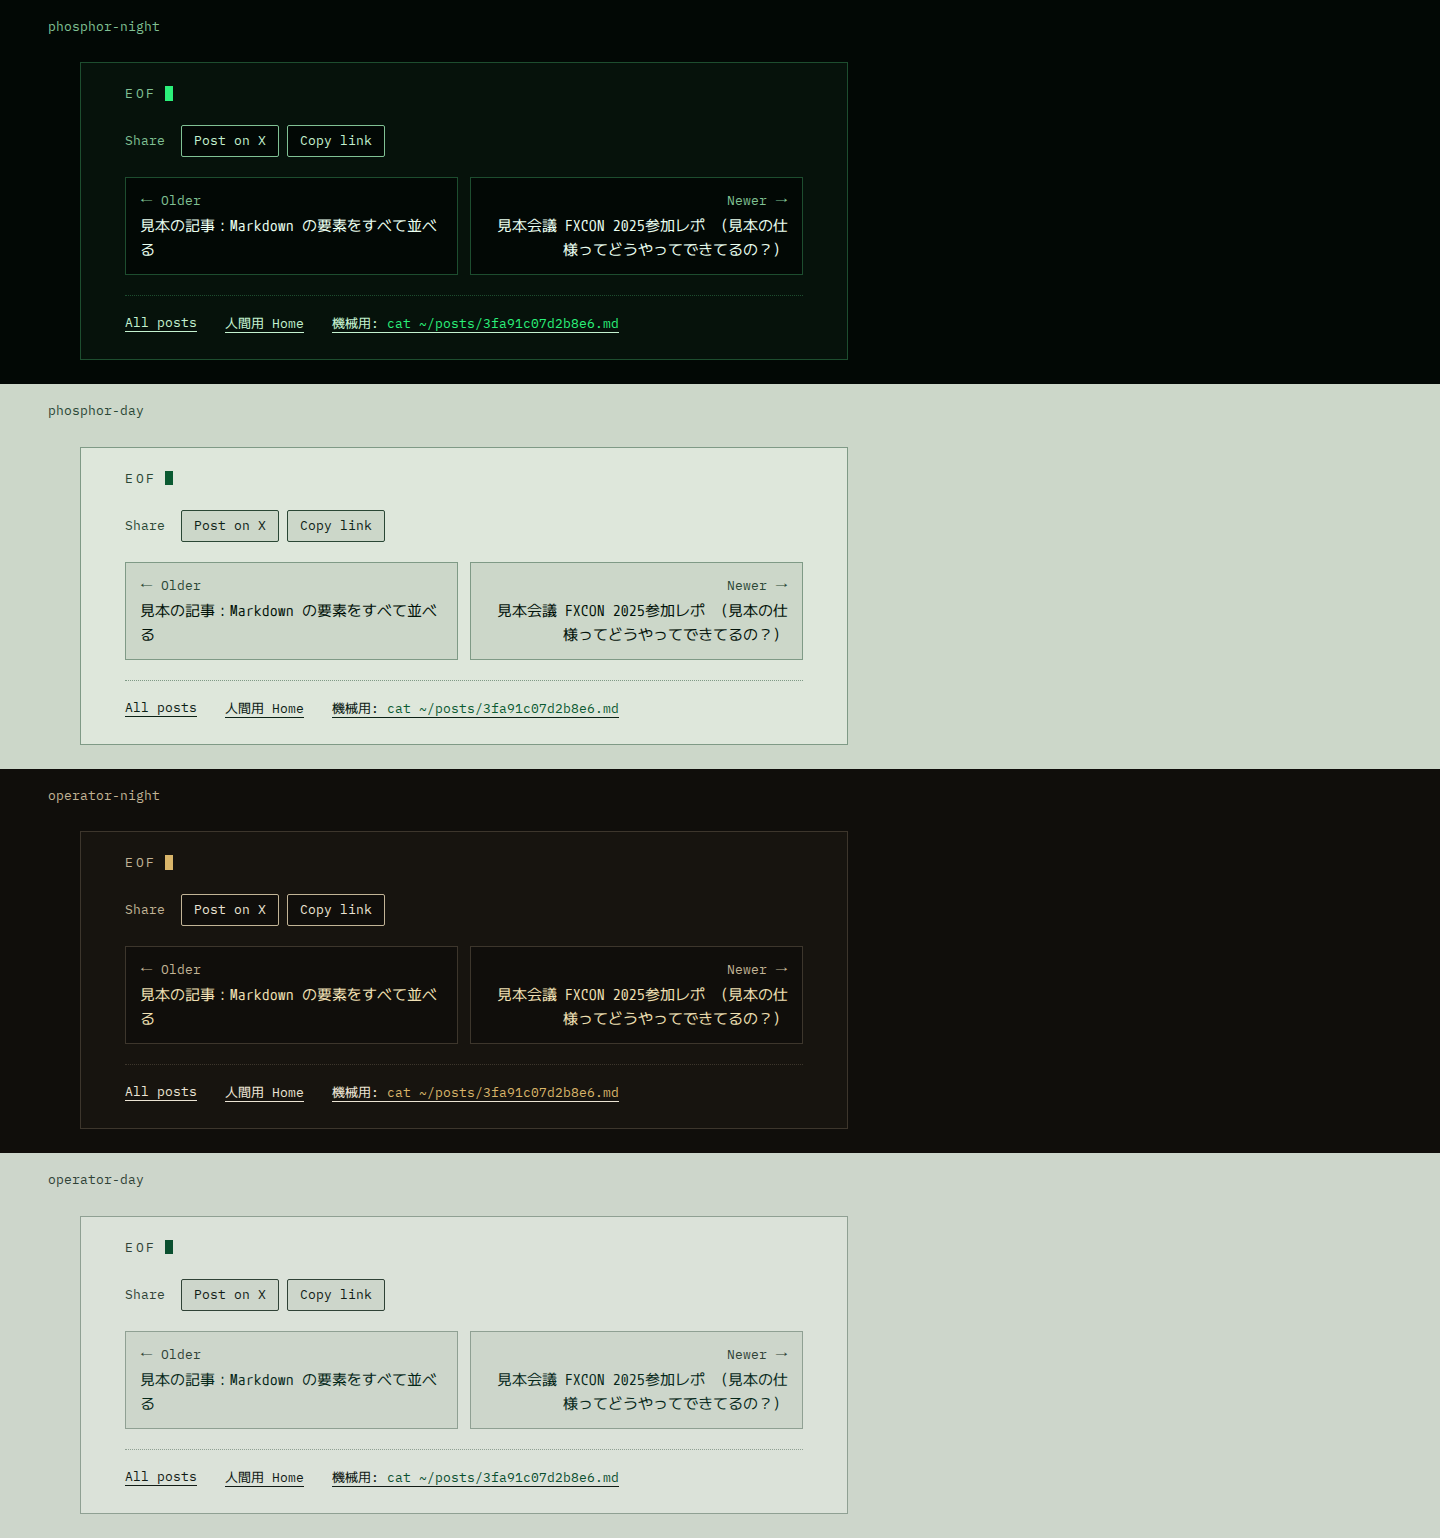 phosphor-night
EOF
Share Post on X Copy link
← Older
見本の記事：Markdown の要素をすべて並べ
る
Newer →
見本会議 FXCON 2025参加レポ （見本の仕
様ってどうやってできてるの？）
All posts 人間用 Home 機械用: cat ~/posts/3fa91c07d2b8e6.md
phosphor-day
EOF
Share Post on X Copy link
← Older
見本の記事：Markdown の要素をすべて並べ
る
Newer →
見本会議 FXCON 2025参加レポ （見本の仕
様ってどうやってできてるの？）
All posts 人間用 Home 機械用: cat ~/posts/3fa91c07d2b8e6.md
operator-night
EOF
Share Post on X Copy link
← Older
見本の記事：Markdown の要素をすべて並べ
る
Newer →
見本会議 FXCON 2025参加レポ （見本の仕
様ってどうやってできてるの？）
All posts 人間用 Home 機械用: cat ~/posts/3fa91c07d2b8e6.md
operator-day
EOF
Share Post on X Copy link
← Older
見本の記事：Markdown の要素をすべて並べ
る
Newer →
見本会議 FXCON 2025参加レポ （見本の仕
様ってどうやってできてるの？）
All posts 人間用 Home 機械用: cat ~/posts/3fa91c07d2b8e6.md